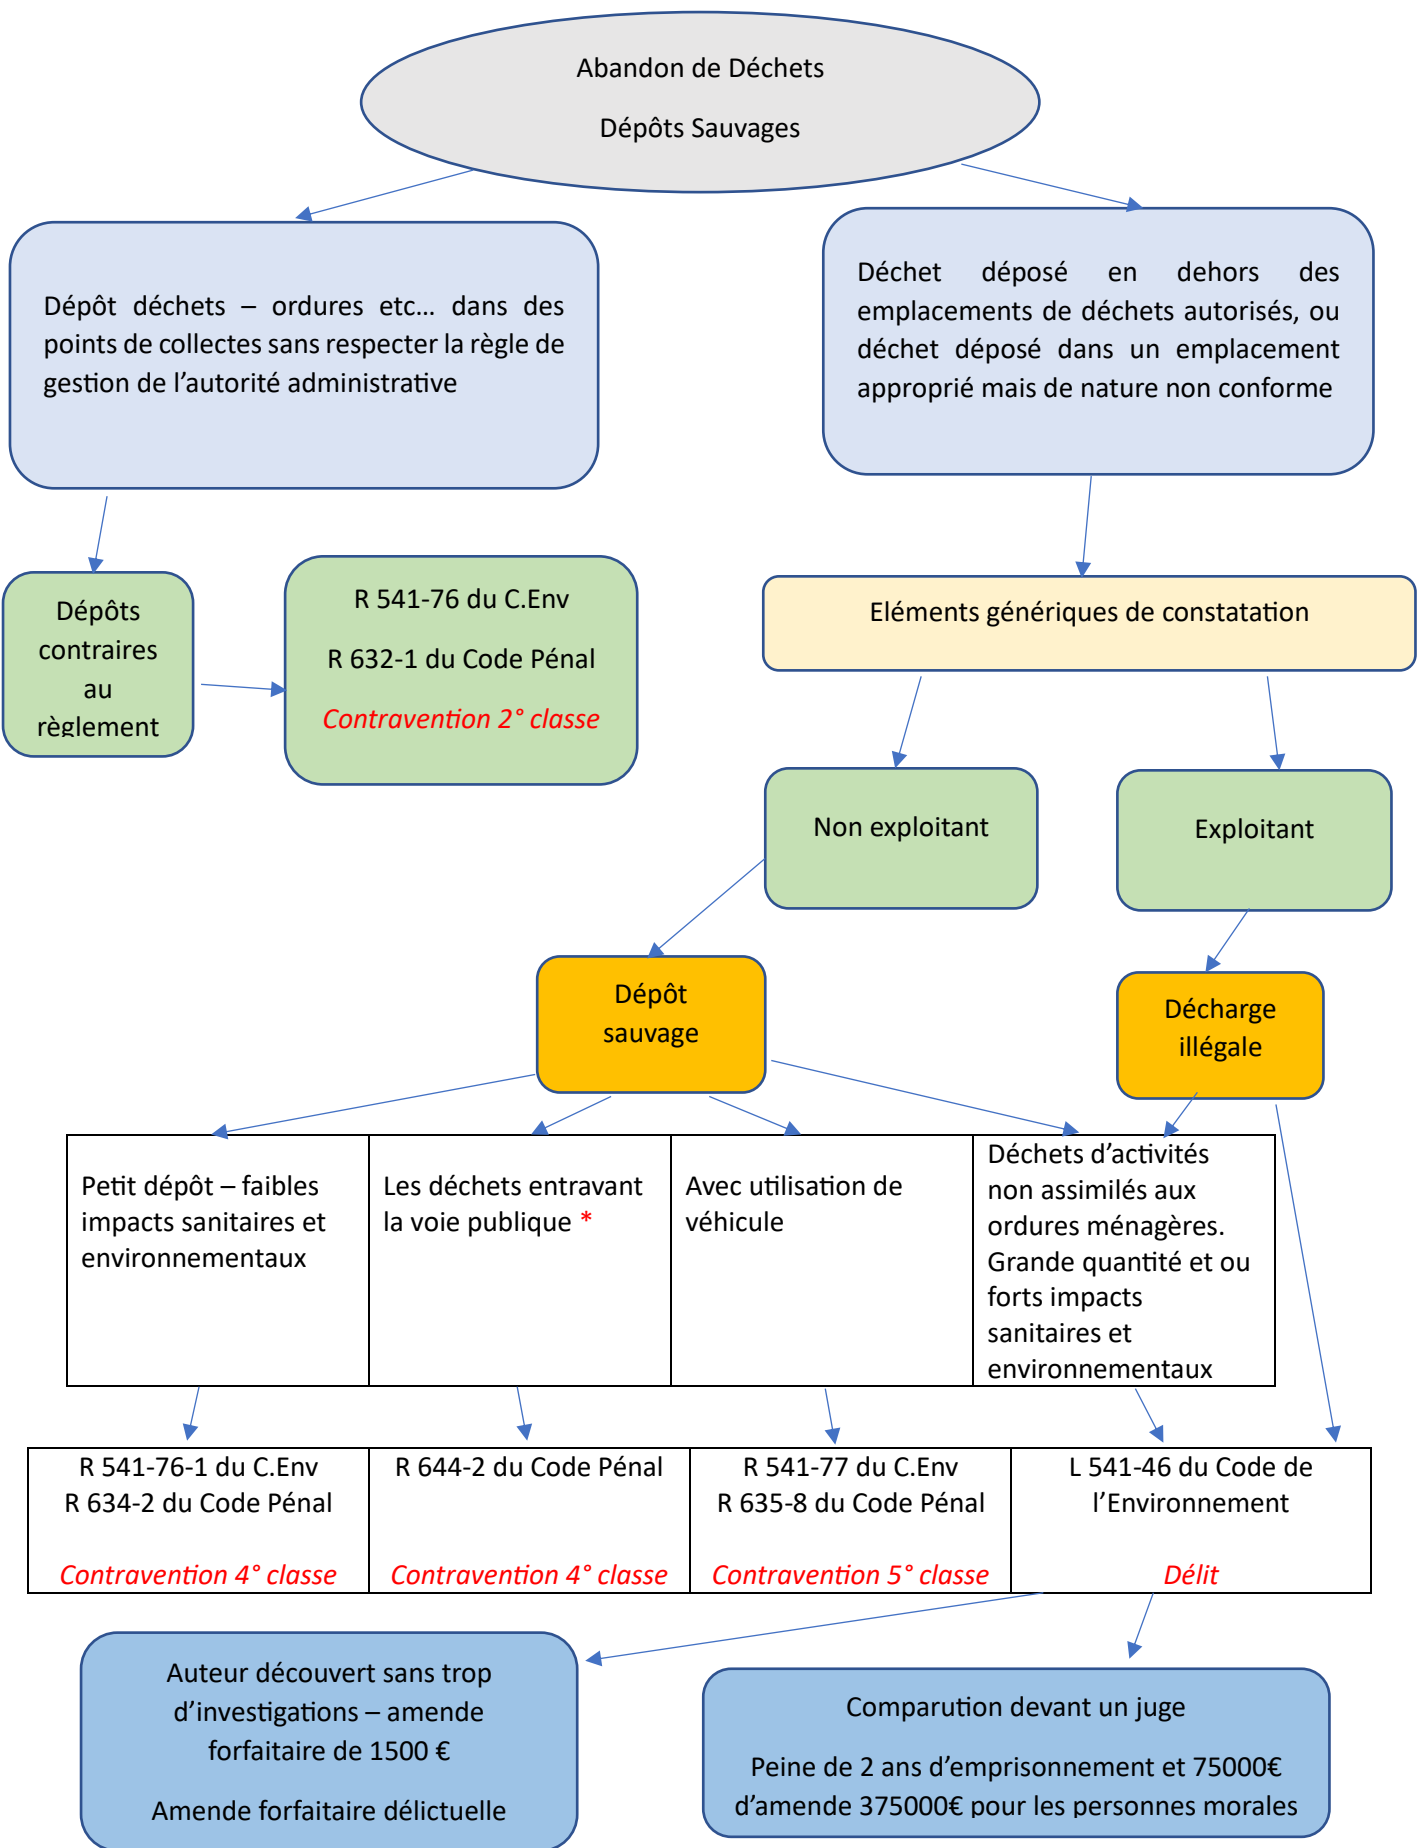 Abandon de Déchets
Dépôts Sauvages
Dépôt déchets – ordures etc... dans des
points de collectes sans respecter la règle de
gestion de l'autorité administrative
Déchet déposé en dehors des
emplacements de déchets autorisés, ou
déchet déposé dans un emplacement
approprié mais de nature non conforme
Dépôts
contraires
au
règlement
R 541-76 du C.Env
R 632-1 du Code Pénal
Contravention 2° classe
Eléments génériques de constatation
Non exploitant
Exploitant
Dépôt
sauvage
Décharge
illégale
Petit dépôt – faibles
impacts sanitaires et
environnementaux
Les déchets entravant
la voie publique *
Avec utilisation de
véhicule
Déchets d'activités
non assimilés aux
ordures ménagères.
Grande quantité et ou
forts impacts
sanitaires et
environnementaux
R 541-76-1 du C.Env
R 634-2 du Code Pénal
Contravention 4° classe
R 644-2 du Code Pénal
Contravention 4° classe
R 541-77 du C.Env
R 635-8 du Code Pénal
Contravention 5° classe
L 541-46 du Code de
l'Environnement
Délit
Auteur découvert sans trop
d'investigations – amende
forfaitaire de 1500 €
Amende forfaitaire délictuelle
Comparution devant un juge
Peine de 2 ans d'emprisonnement et 75000€
d'amende 375000€ pour les personnes morales